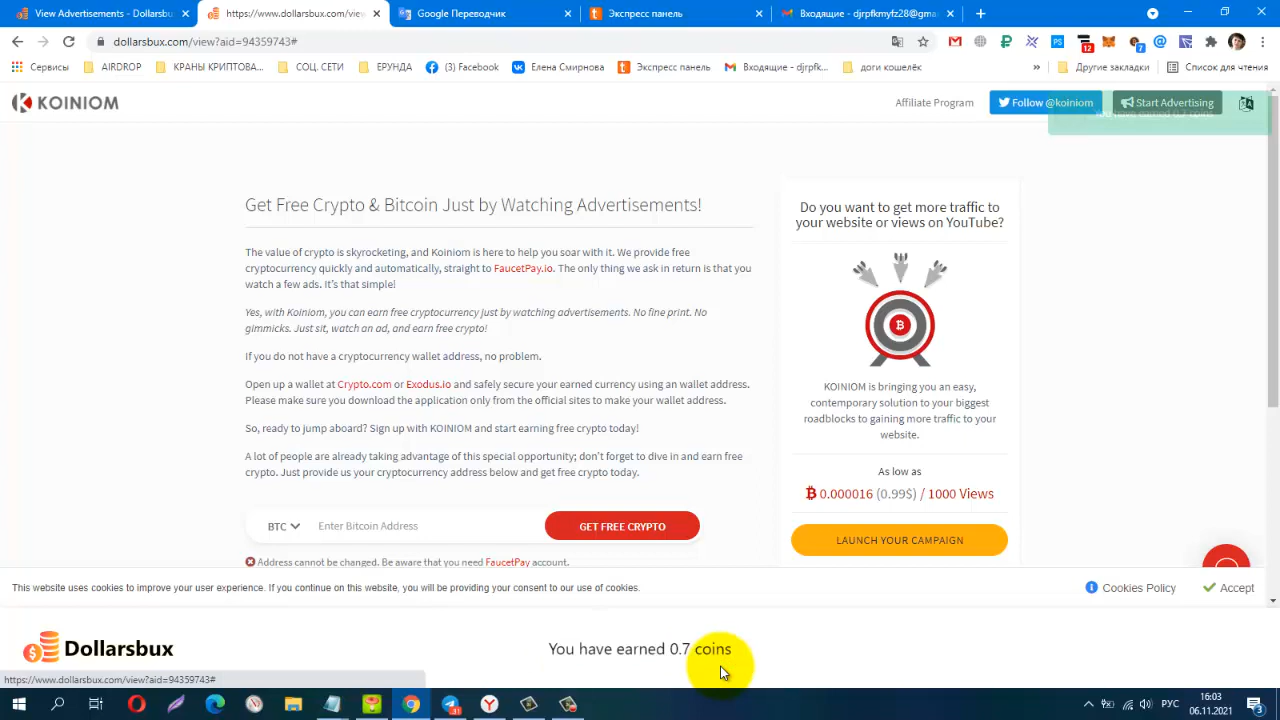 View Advertisements - Dollarsbu
https://www.dollarsbux.com/view
Google Переводчик
Экспресс панель
Входящие - djrpfkmyfz28@gma
dollarsbux.com/view?aid=94359743#
12
7
Сервисы
AIRDROP
КРАНЫ КРИПТОВА...
СОЦ. СЕТИ
ЕРУНДА
(3) Facebook
Елена Смирнова
Экспресс панель
Входящие - djrpfk...
доги кошелёк
»
Другие закладки
Список для чтения
KOINIOM
Affiliate Program
Follow @koiniom
Start Advertising
You have earned 0.7 coins
Get Free Crypto & Bitcoin Just by Watching Advertisements!
The value of crypto is skyrocketing, and Koiniom is here to help you soar with it. We provide free
cryptocurrency quickly and automatically, straight to FaucetPay.io. The only thing we ask in return is that you
watch a few ads. It's that simple!
Yes, with Koiniom, you can earn free cryptocurrency just by watching advertisements. No fine print. No
gimmicks. Just sit, watch an ad, and earn free crypto!
If you do not have a cryptocurrency wallet address, no problem.
Open up a wallet at Crypto.com or Exodus.io and safely secure your earned currency using an wallet address.
Please make sure you download the application only from the official sites to make your wallet address.
So, ready to jump aboard? Sign up with KOINIOM and start earning free crypto today!
A lot of people are already taking advantage of this special opportunity; don't forget to dive in and earn free
crypto. Just provide us your cryptocurrency address below and get free crypto today.
BTC
Enter Bitcoin Address
GET FREE CRYPTO
Address cannot be changed. Be aware that you need FaucetPay account.
Do you want to get more traffic to
your website or views on YouTube?
KOINIOM is bringing you an easy,
contemporary solution to your biggest
roadblocks to gaining more traffic to your
website.
As low as
0.000016 (0.99$) / 1000 Views
LAUNCH YOUR CAMPAIGN
This website uses cookies to improve your user experience. If you continue on this website, you will be providing your consent to our use of cookies.
Cookies Policy
Accept
Dollarsbux
You have earned 0.7 coins
https://www.dollarsbux.com/view?aid=94359743#
РУС
16:03
06.11.2021
3